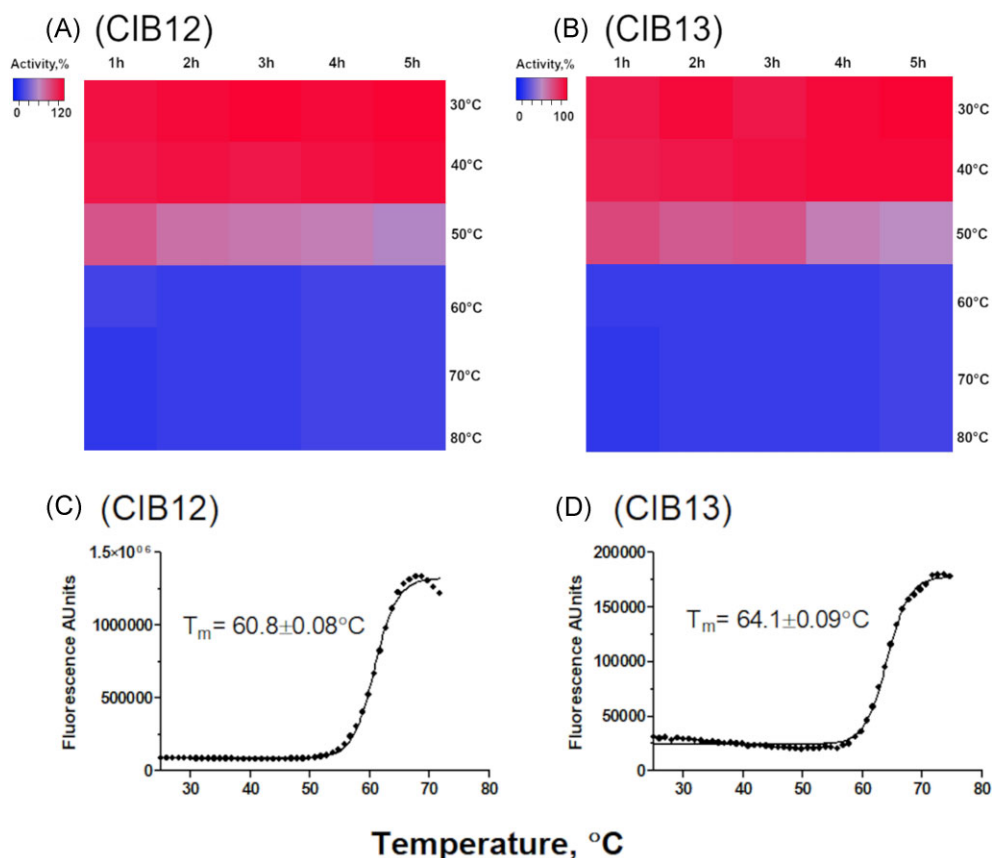 (A) (CIB12)
Activity,%
0 120
1h 2h 3h 4h 5h
30°C
40°C
50°C
60°C
70°C
80°C
(B) (CIB13)
Activity,%
0 100
1h 2h 3h 4h 5h
30°C
40°C
50°C
60°C
70°C
80°C
(C) (CIB12)
Fluorescence AUnits
1.5×10⁰⁶
1000000
500000
0
Tm= 60.8±0.08°C
30 40 50 60 70 80
(D) (CIB13)
Fluorescence AUnits
200000
150000
100000
50000
0
Tm= 64.1±0.09°C
30 40 50 60 70 80
Temperature, °C